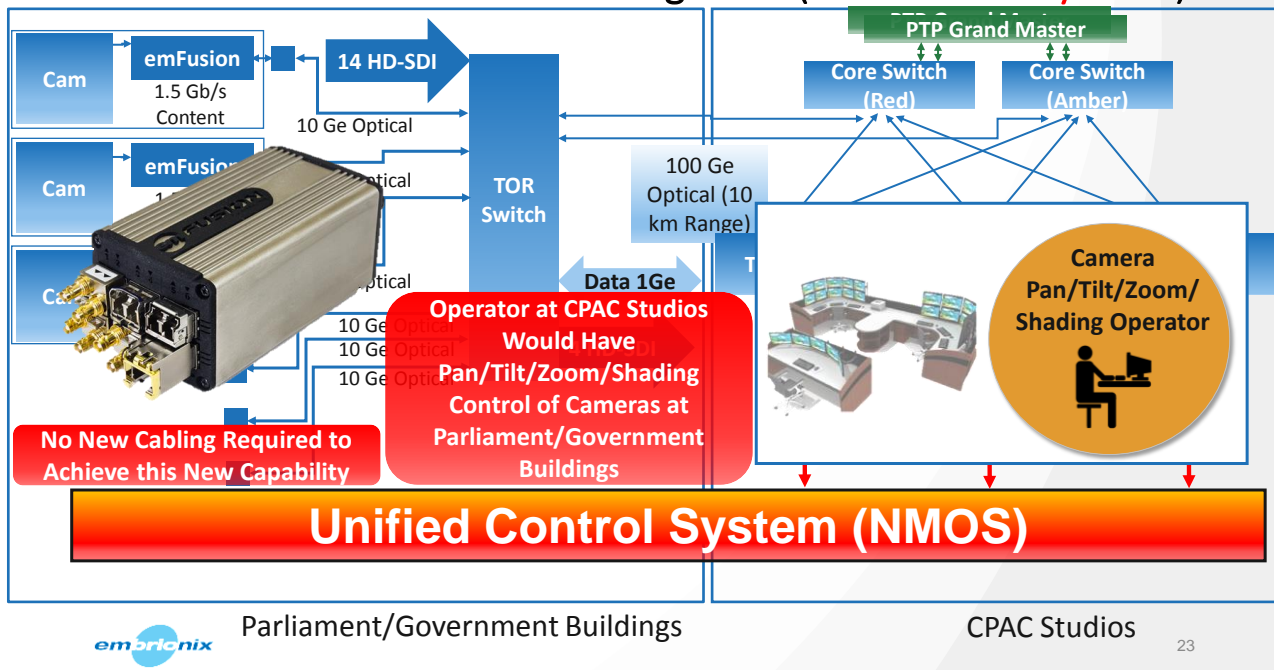 PTP Grand Master
Cam
emFusion
1.5 Gb/s
Content
14 HD-SDI
10 Ge Optical
Core Switch
(Red)
Core Switch
(Amber)
Cam
emFusion
TOR
Switch
100 Ge
Optical (10
km Range)
FUSION
Data 1Ge
10 Ge Optical
10 Ge Optical
10 Ge Optical
Operator at CPAC Studios
Would Have
Pan/Tilt/Zoom/Shading
Control of Cameras at
Parliament/Government
Buildings
Camera
Pan/Tilt/Zoom/
Shading Operator
No New Cabling Required to
Achieve this New Capability
Unified Control System (NMOS)
embrionix
Parliament/Government Buildings
CPAC Studios
23